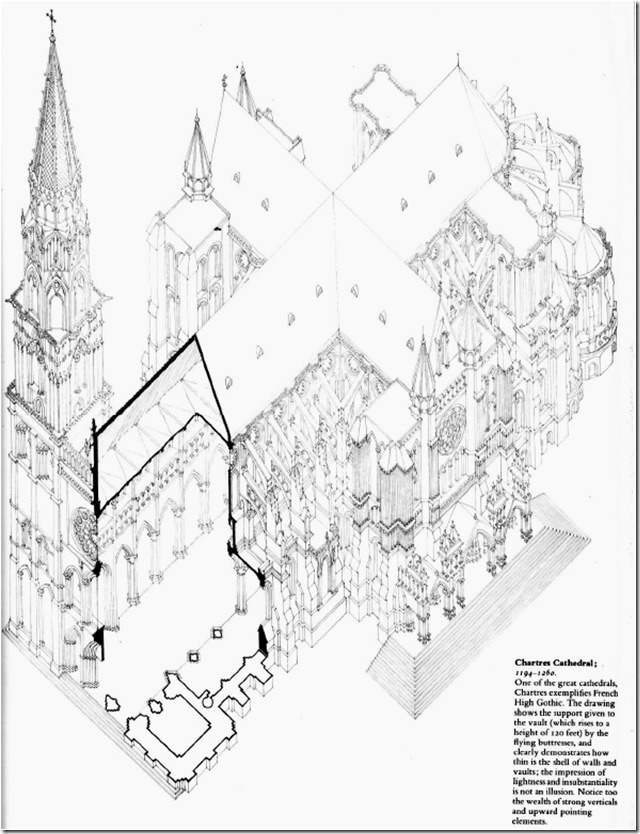 Chartres Cathedral;
1194–1260.
One of the great cathedrals,
Chartres exemplifies French
High Gothic. The drawing
shows the support given to
the vault (which rises to a
height of 120 feet) by the
flying buttresses, and
clearly demonstrates how
thin is the shell of walls and
vaults; the impression of
lightness and insubstantiality
is not an illusion. Notice too
the wealth of strong verticals
and upward pointing
elements.